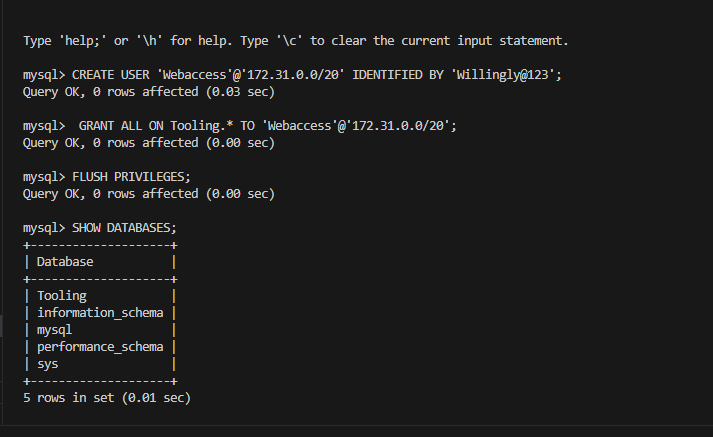 Type 'help;' or '\h' for help. Type '\c' to clear the current input statement.
mysql> CREATE USER 'Webaccess'@'172.31.0.0/20' IDENTIFIED BY 'Willingly@123';
Query OK, 0 rows affected (0.03 sec)
mysql>  GRANT ALL ON Tooling.* TO 'Webaccess'@'172.31.0.0/20';
Query OK, 0 rows affected (0.00 sec)
mysql> FLUSH PRIVILEGES;
Query OK, 0 rows affected (0.00 sec)
mysql> SHOW DATABASES;
+--------------------+
| Database           |
+--------------------+
| Tooling            |
| information_schema |
| mysql              |
| performance_schema |
| sys                |
+--------------------+
5 rows in set (0.01 sec)